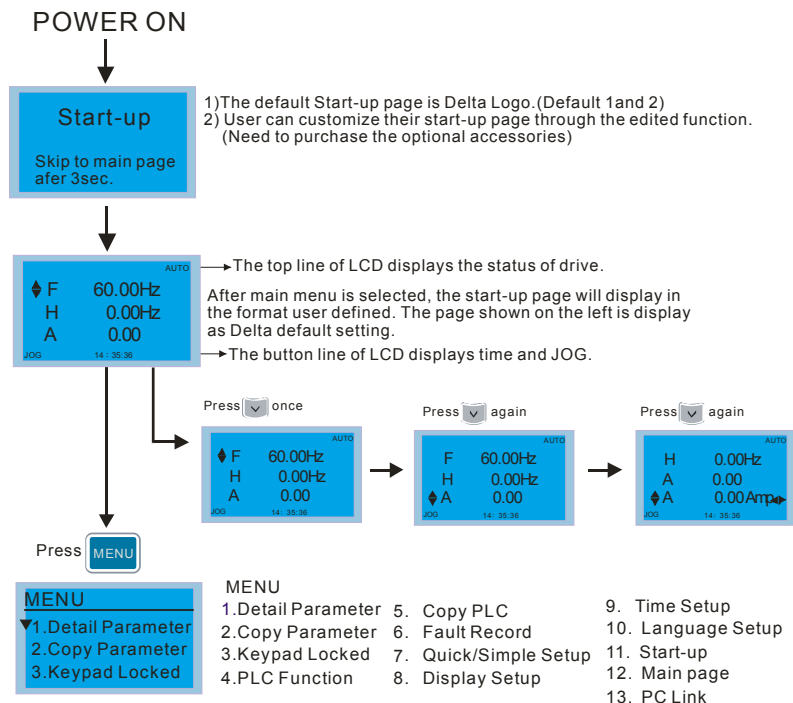 POWER ON
Start-up
Skip to main page
afer 3sec.
1)The default Start-up page is Delta Logo.(Default 1and 2)
2) User can customize their start-up page through the edited function.
(Need to purchase the optional accessories)
AUTO
F 60.00Hz
H 0.00Hz
A 0.00
JOG 14 : 35:36
The top line of LCD displays the status of drive.
After main menu is selected, the start-up page will display in
the format user defined. The page shown on the left is display
as Delta default setting.
The button line of LCD displays time and JOG.
Press once
AUTO
F 60.00Hz
H 0.00Hz
A 0.00
JOG 14: 35:36
Press again
AUTO
F 60.00Hz
H 0.00Hz
A 0.00
JOG 14: 35:36
Press again
AUTO
H 0.00Hz
A 0.00
A 0.00Amp
JOG 14: 35:36
Press MENU
MENU
1.Detail Parameter
2.Copy Parameter
3.Keypad Locked
MENU
1.Detail Parameter
2.Copy Parameter
3.Keypad Locked
4.PLC Function
5. Copy PLC
6. Fault Record
7. Quick/Simple Setup
8. Display Setup
9. Time Setup
10. Language Setup
11. Start-up
12. Main page
13. PC Link